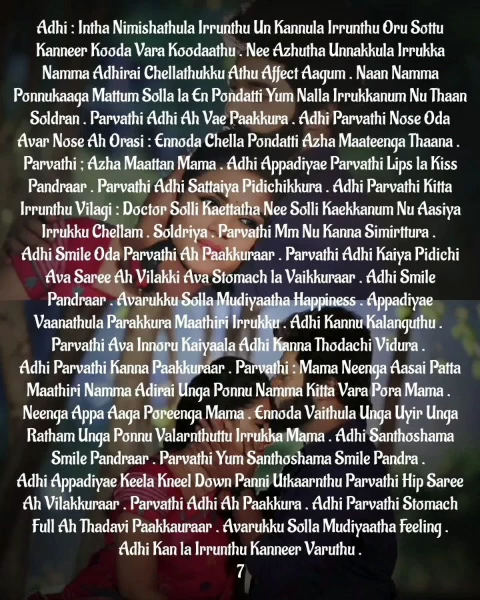 Adhi : Intha Nimishathula Irrunthu Un Kannula Irrunthu Oru Sottu
Kanneer Kooda Vara Koodaathu . Nee Azhutha Unnakkula Irrukka
Namma Adhirai Chellathukku Athu Affect Aagum . Naan Namma
Ponnukaaga Mattum Solla la En Pondatti Yum Nalla Irrukkanum Nu Thaan
Soldran . Parvathi Adhi Ah Vae Paakkura . Adhi Parvathi Nose Oda
Avar Nose Ah Orasi : Ennoda Chella Pondatti Azha Maateenga Thaana .
Parvathi ; Azha Maattan Mama . Adhi Appadiyae Parvathi Lips la Kiss
Pandraar . Parvathi Adhi Sattaiya Pidichikkura . Adhi Parvathi Kitta
Irrunthu Vilagi : Doctor Solli Kaettatha Nee Solli Kaekkanum Nu Aasiya
Irrukku Chellam . Soldriya . Parvathi Mm Nu Kanna Simirttura .
Adhi Smile Oda Parvathi Ah Paakkuraar . Parvathi Adhi Kaiya Pidichi
Ava Saree Ah Vilakki Ava Stomach la Vaikkuraar . Adhi Smile
Pandraar . Avarukku Solla Mudiyaatha Happiness . Appadiyae
Vaanathula Parakkura Maathiri Irrukku . Adhi Kannu Kalanguthu .
Parvathi Ava Innoru Kaiyaala Adhi Kanna Thodachi Vidura .
Adhi Parvathi Kanna Paakkuraar . Parvathi : Mama Neenga Aasai Patta
Maathiri Namma Adirai Unga Ponnu Namma Kitta Vara Pora Mama .
Neenga Appa Aaga Poreenga Mama . Ennoda Vaithula Unga Uyir Unga
Ratham Unga Ponnu Valarnthuttu Irrukka Mama . Adhi Santhoshama
Smile Pandraar . Parvathi Yum Santhoshama Smile Pandra .
Adhi Appadiyae Keela Kneel Down Panni Utkaarnthu Parvathi Hip Saree
Ah Vilakkuraar . Parvathi Adhi Ah Paakkura . Adhi Parvathi Stomach
Full Ah Thadavi Paakkauraar . Avarukku Solla Mudiyaatha Feeling .
Adhi Kan la Irrunthu Kanneer Varuthu .
7